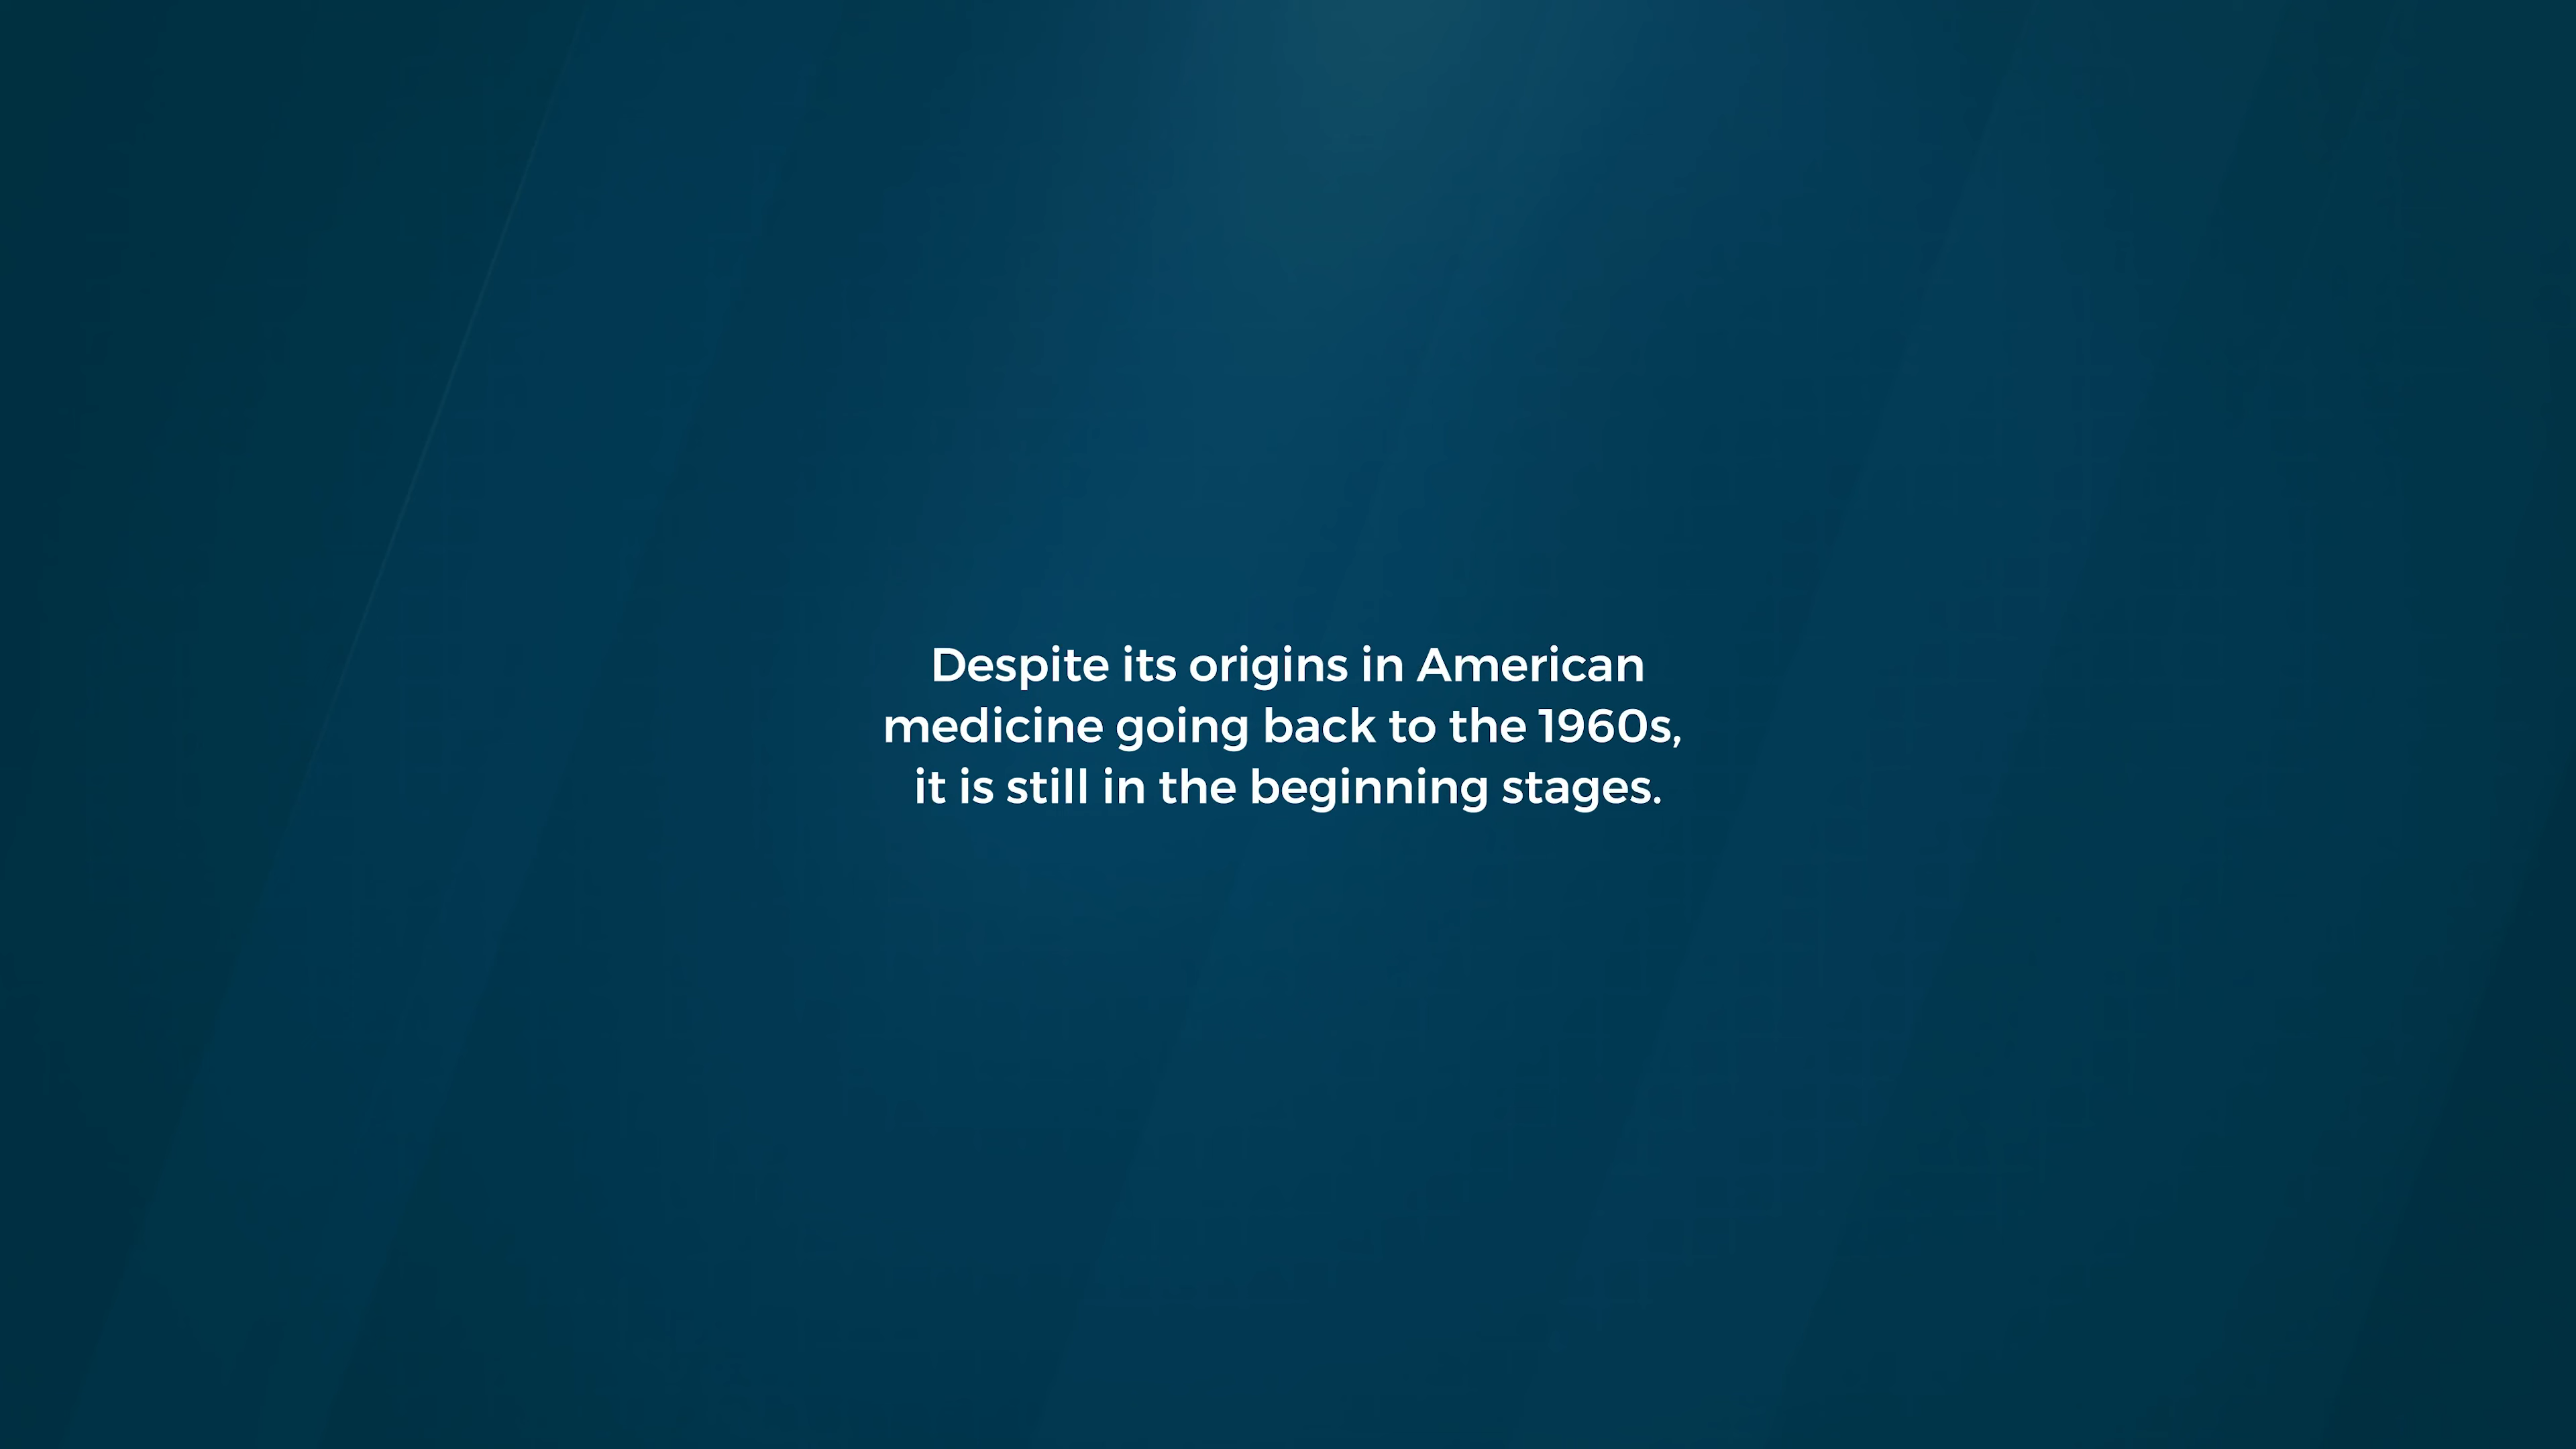 Despite its origins in American
medicine going back to the 1960s,
it is still in the beginning stages.